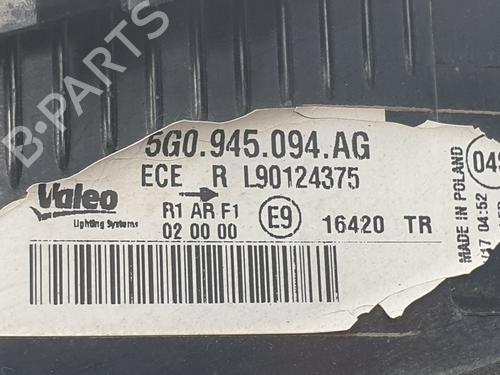 B-PARTS
5G0.945.094.AG
ECE R L90124375
Valeo
Lighting Systems
R1 AR F1
02 00 00
E9
16420 TR
MADE IN POLAND
17 04:52